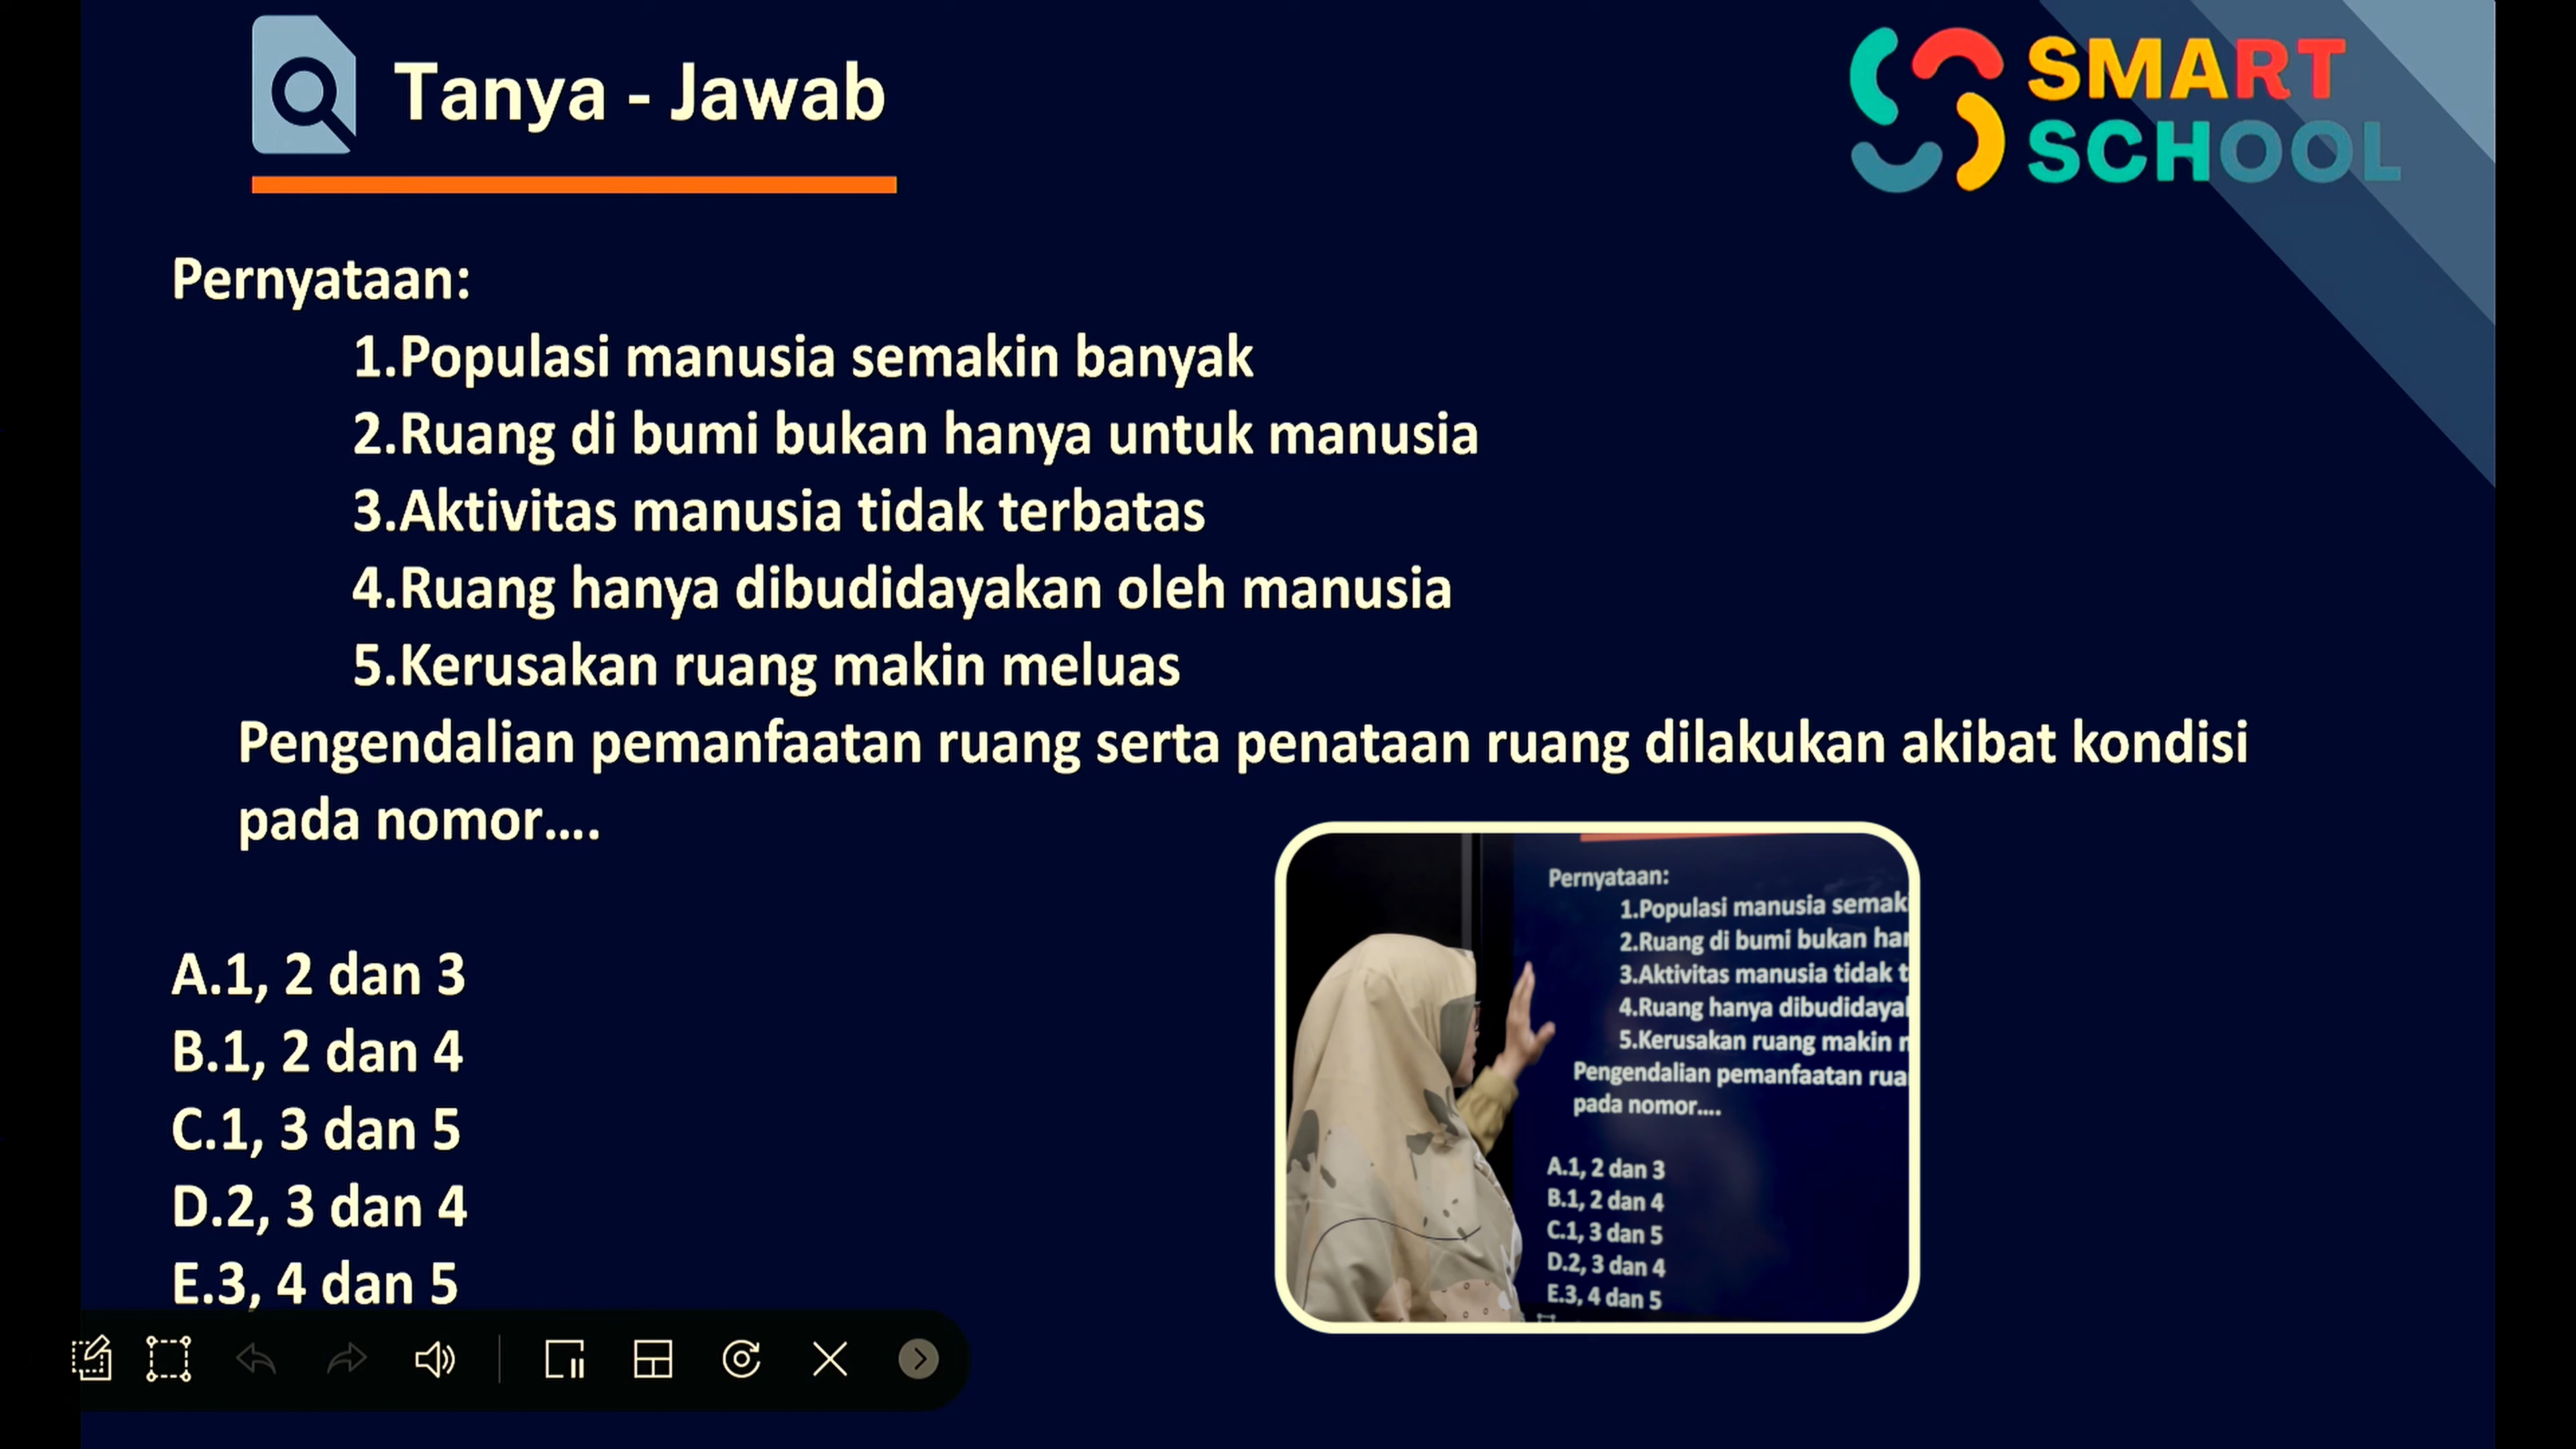 Tanya - Jawab
SMART
SCHOOL
Pernyataan:
1.Populasi manusia semakin banyak
2.Ruang di bumi bukan hanya untuk manusia
3.Aktivitas manusia tidak terbatas
4.Ruang hanya dibudidayakan oleh manusia
5.Kerusakan ruang makin meluas
Pengendalian pemanfaatan ruang serta penataan ruang dilakukan akibat kondisi
pada nomor....
A.1, 2 dan 3
B.1, 2 dan 4
C.1, 3 dan 5
D.2, 3 dan 4
E.3, 4 dan 5
Pernyataan:
1.Populasi manusia semak
2.Ruang di bumi bukan han
3.Aktivitas manusia tidak t
4.Ruang hanya dibudidayak
5.Kerusakan ruang makin m
Pengendalian pemanfaatan rua
pada nomor....
A.1, 2 dan 3
B.1, 2 dan 4
C.1, 3 dan 5
D.2, 3 dan 4
E.3, 4 dan 5